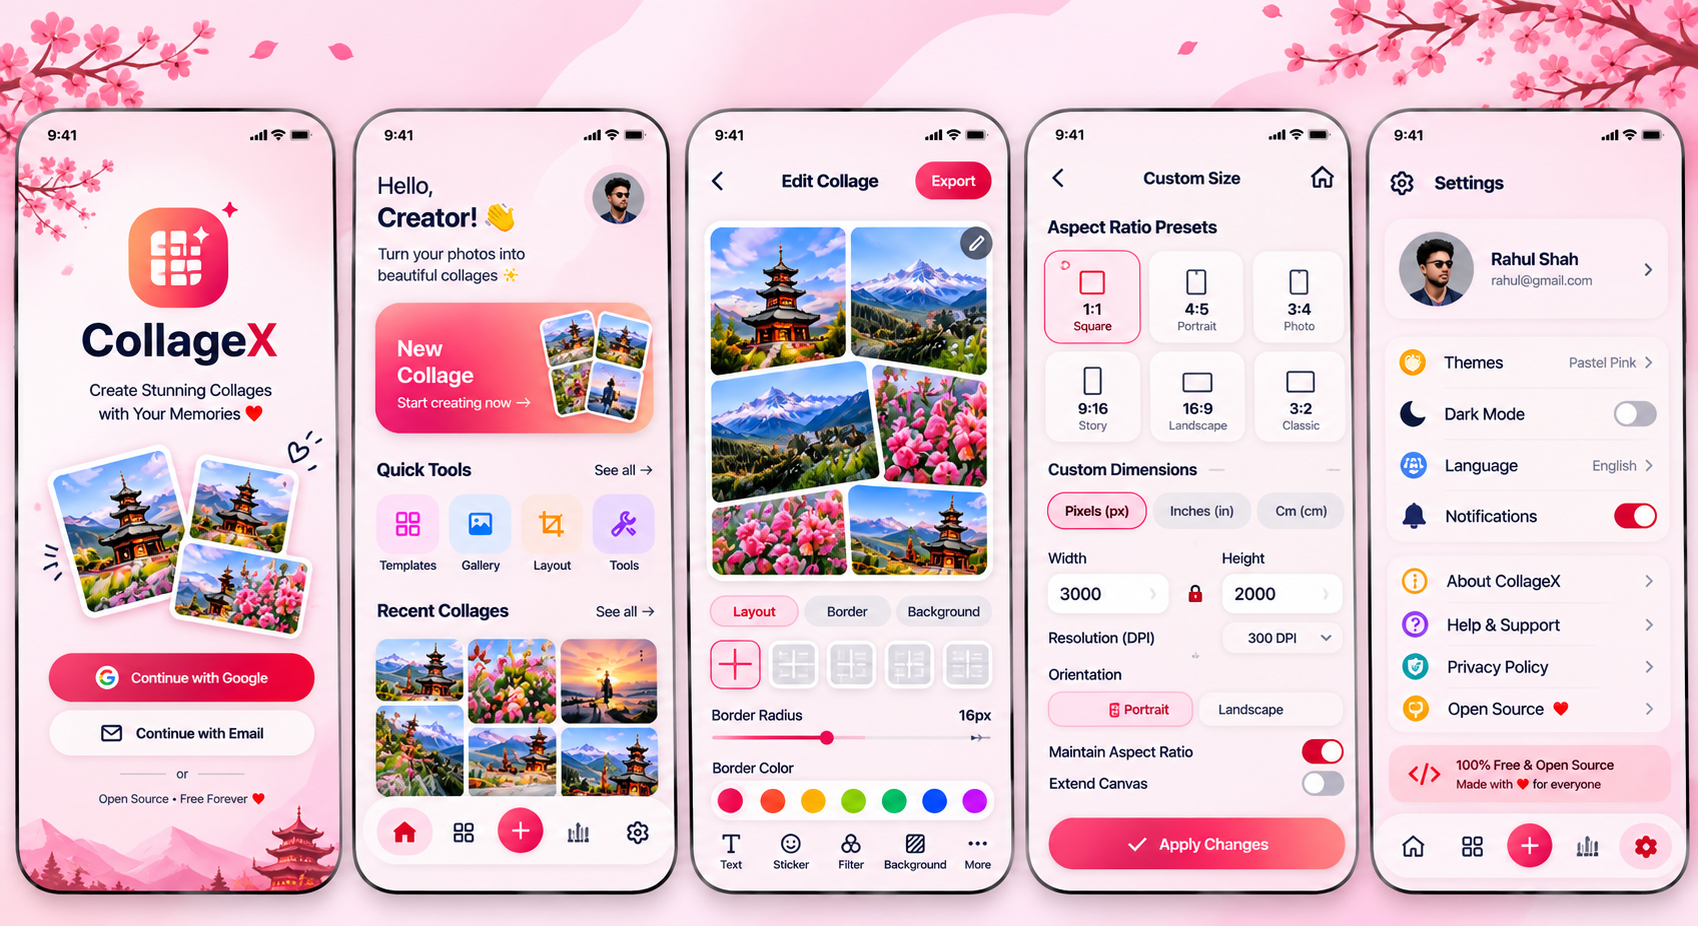 9:41
CollageX
Create Stunning Collages
with Your Memories ❤️
Continue with Google
Continue with Email
or
Open Source • Free Forever ❤️
9:41
Hello,
Creator! 👋
Turn your photos into
beautiful collages ✨
New
Collage
Start creating now →
Quick Tools
See all →
Templates
Gallery
Layout
Tools
Recent Collages
See all →
9:41
Edit Collage
Export
Layout
Border
Background
Border Radius
16px
Border Color
Text
Sticker
Filter
Background
More
9:41
Custom Size
Aspect Ratio Presets
1:1
Square
4:5
Portrait
3:4
Photo
9:16
Story
16:9
Landscape
3:2
Classic
Custom Dimensions
Pixels (px)
Inches (in)
Cm (cm)
Width
Height
3000
2000
Resolution (DPI)
300 DPI
Orientation
Portrait
Landscape
Maintain Aspect Ratio
Extend Canvas
Apply Changes
9:41
Settings
Rahul Shah
rahul@gmail.com
Themes
Pastel Pink
Dark Mode
Language
English
Notifications
About CollageX
Help & Support
Privacy Policy
Open Source ❤️
100% Free & Open Source
Made with ❤️ for everyone